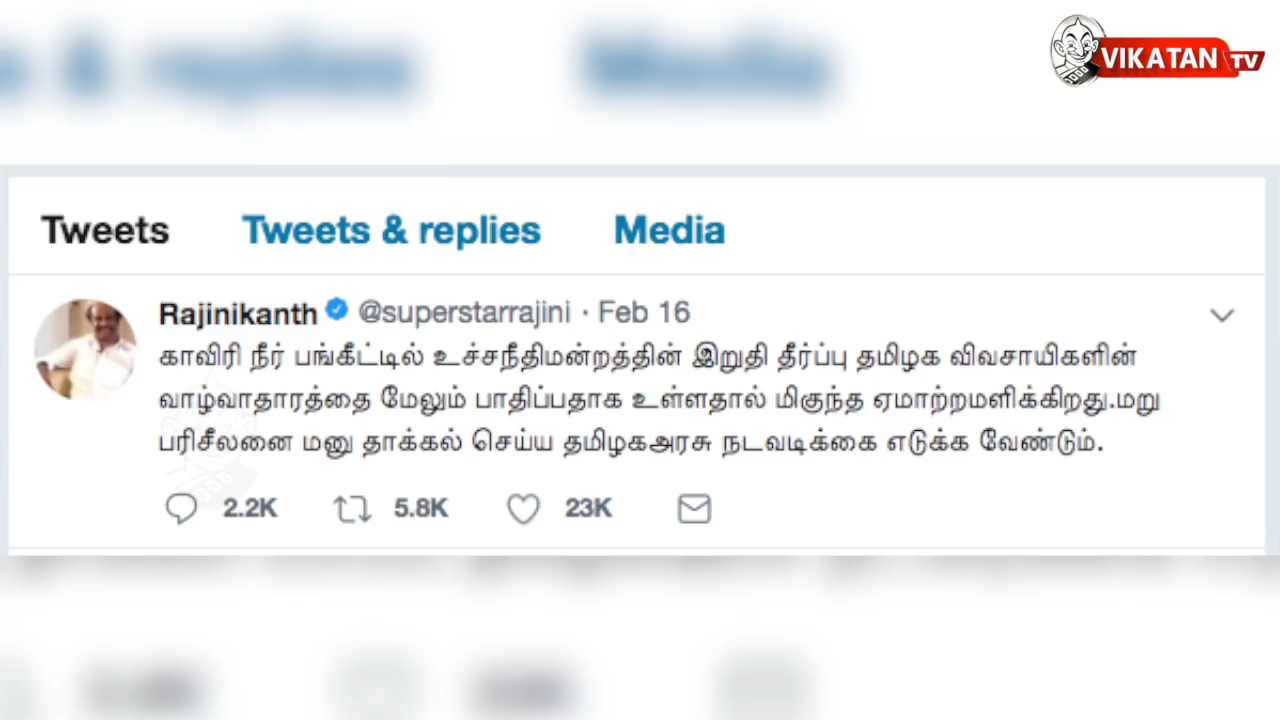 & replies
Media
VIKATAN TV
Tweets Tweets & replies Media
Rajinikanth @superstarrajini · Feb 16
காவிரி நீர் பங்கீட்டில் உச்சநீதிமன்றத்தின் இறுதி தீர்ப்பு தமிழக விவசாயிகளின்
வாழ்வாதாரத்தை மேலும் பாதிப்பதாக உள்ளதால் மிகுந்த ஏமாற்றமளிக்கிறது.மறு
பரிசீலனை மனு தாக்கல் செய்ய தமிழகஅரசு நடவடிக்கை எடுக்க வேண்டும்.
2.2K 5.8K 23K